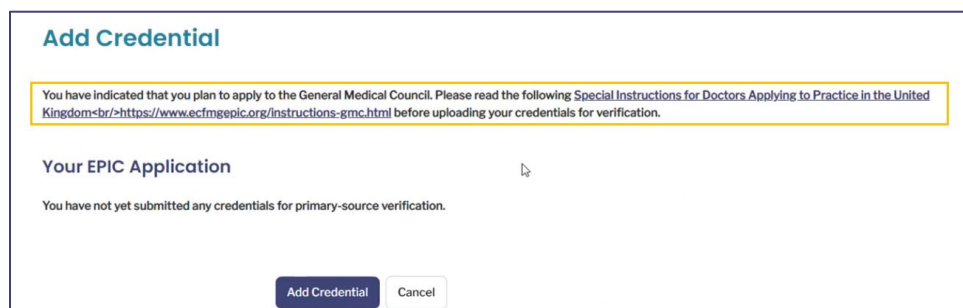 Add Credential
You have indicated that you plan to apply to the General Medical Council. Please read the following Special Instructions for Doctors Applying to Practice in the United
Kingdom<br/>https://www.ecfmgepic.org/instructions-gmc.html before uploading your credentials for verification.
Your EPIC Application
You have not yet submitted any credentials for primary-source verification.
Add Credential Cancel